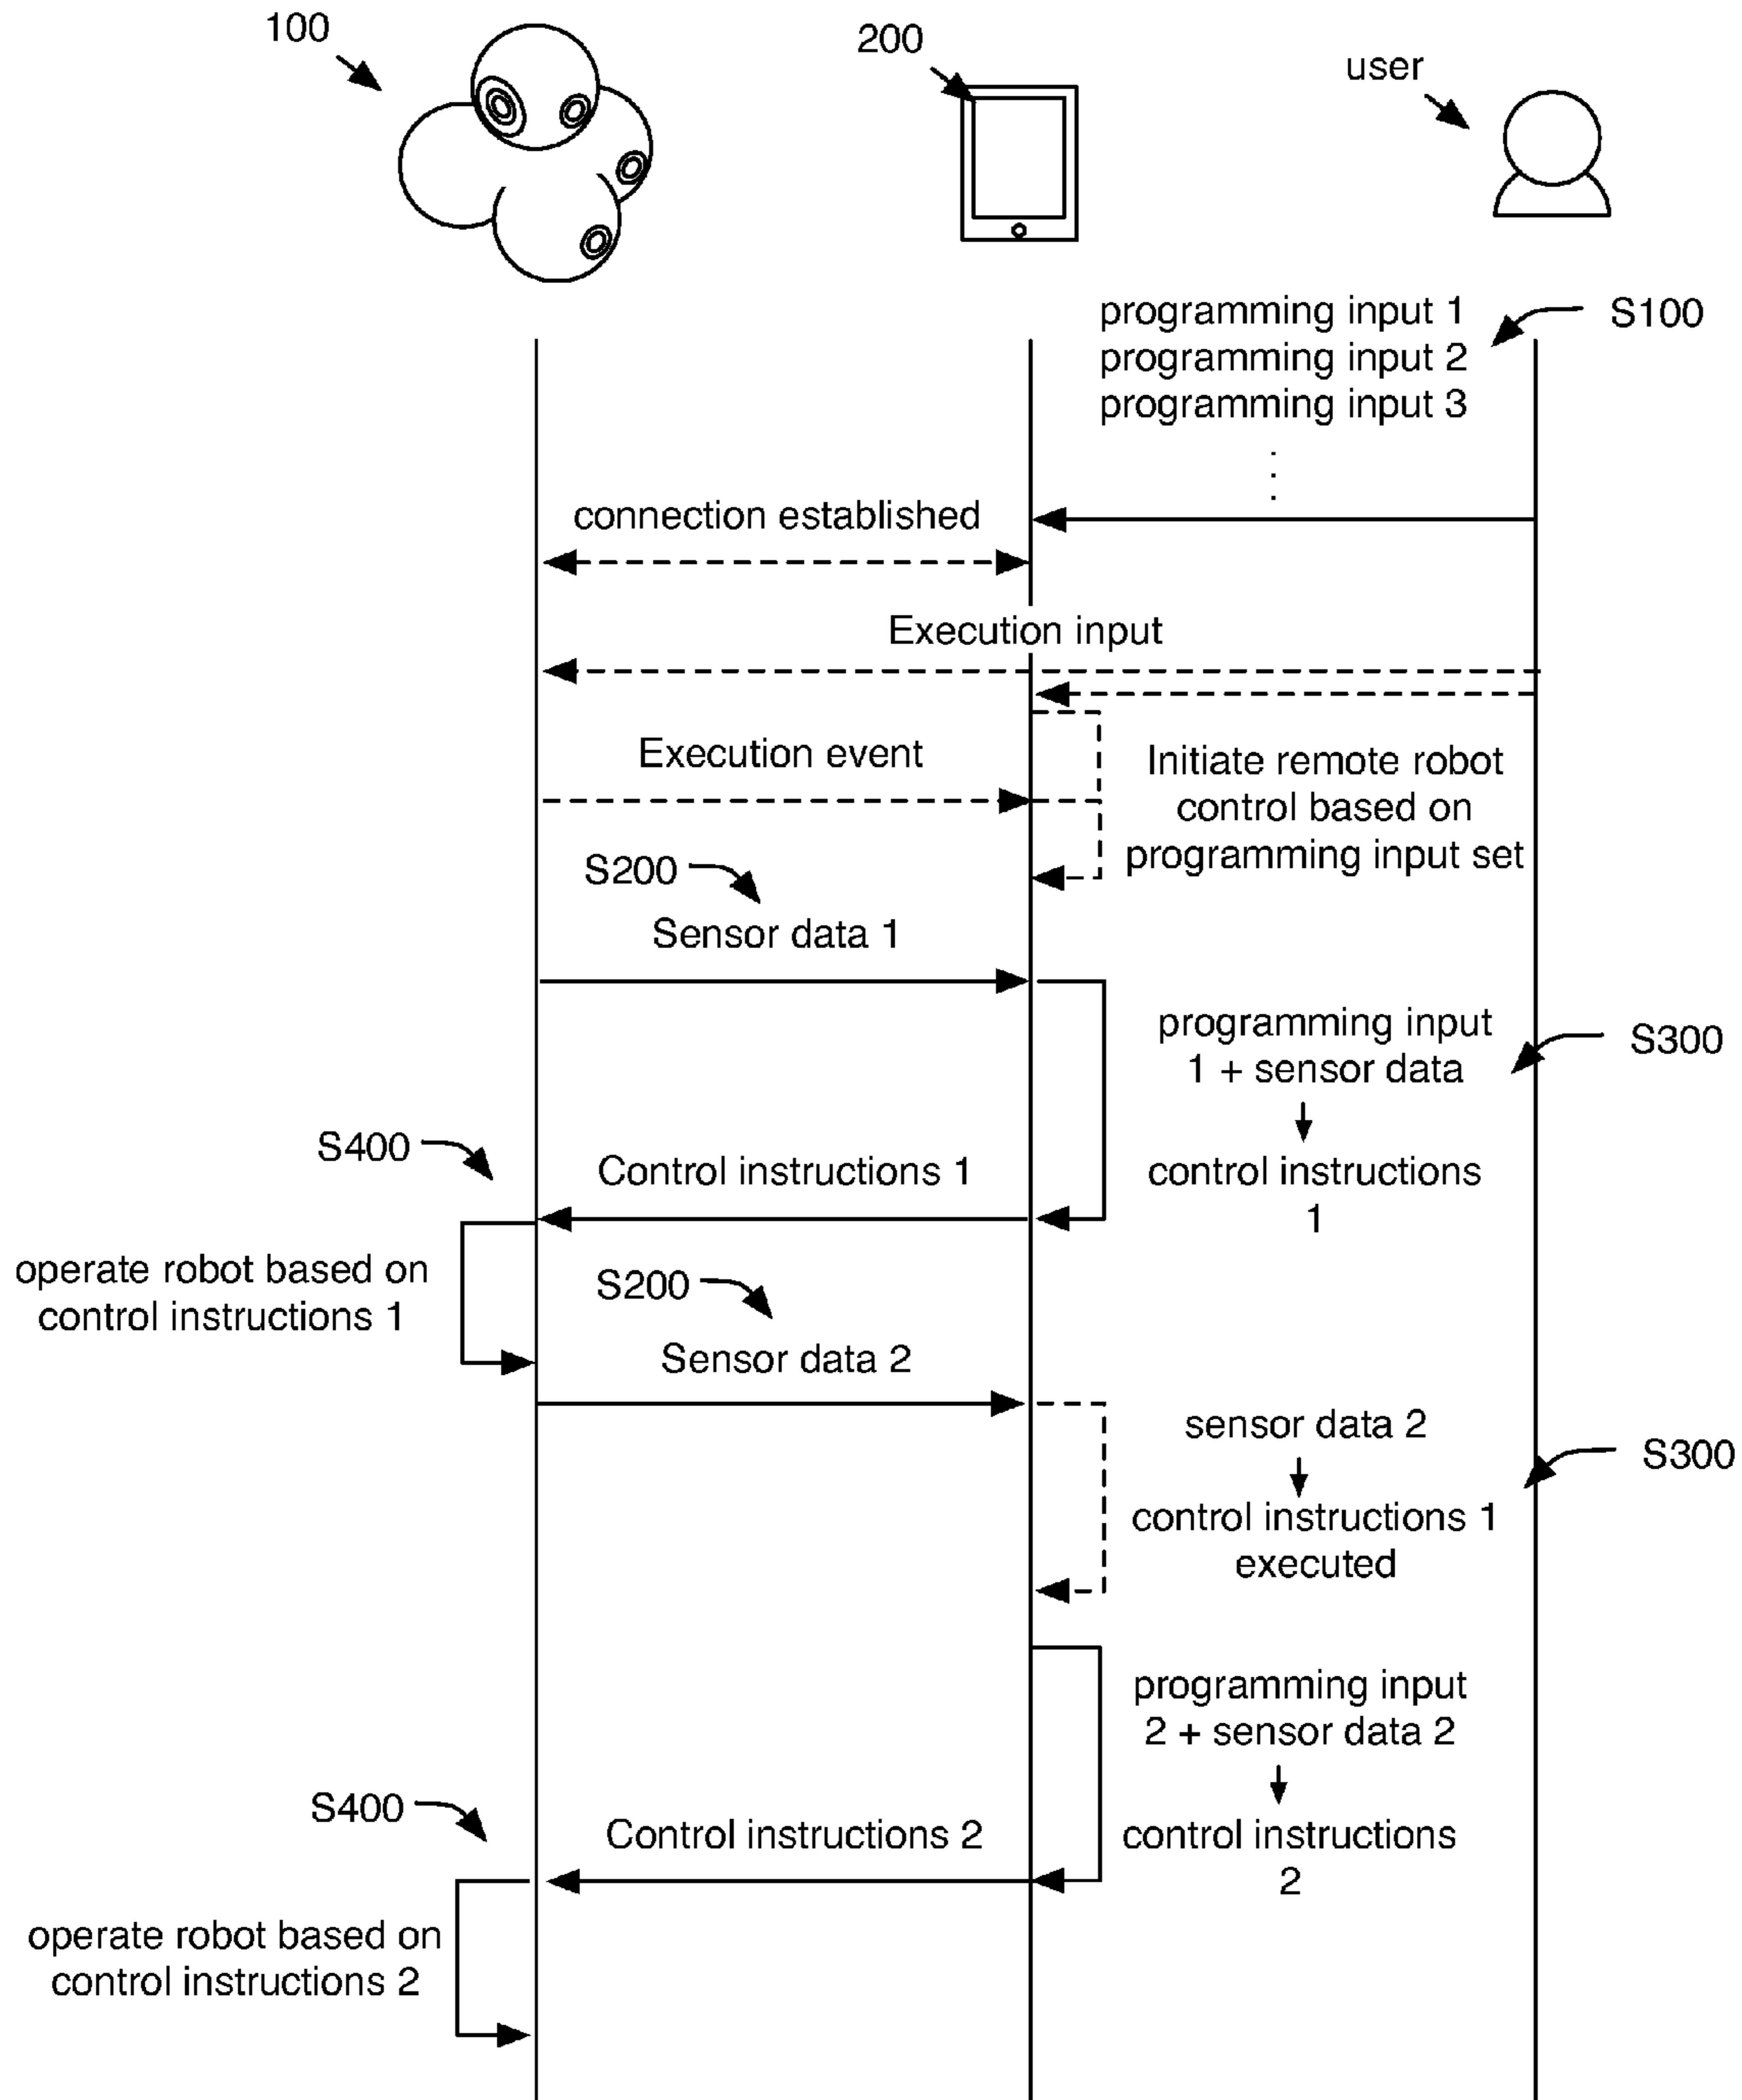 100
200
user
programming input 1
programming input 2
programming input 3
S100
connection established
Execution input
Execution event
Initiate remote robot
control based on
programming input set
S200
Sensor data 1
programming input
1 + sensor data
S300
control instructions
1
S400
Control instructions 1
operate robot based on
control instructions 1
S200
Sensor data 2
sensor data 2
control instructions 1
executed
S300
programming input
2 + sensor data 2
control instructions
2
S400
Control instructions 2
operate robot based on
control instructions 2